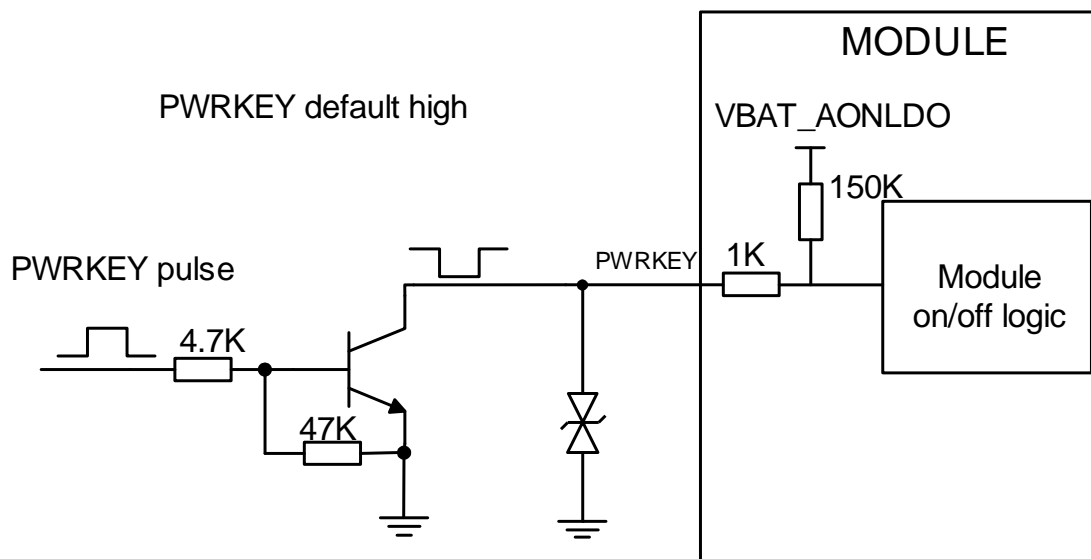 MODULE
PWRKEY default high
VBAT_AONLDO
150K
PWRKEY pulse
PWRKEY
1K
Module
on/off logic
4.7K
47K